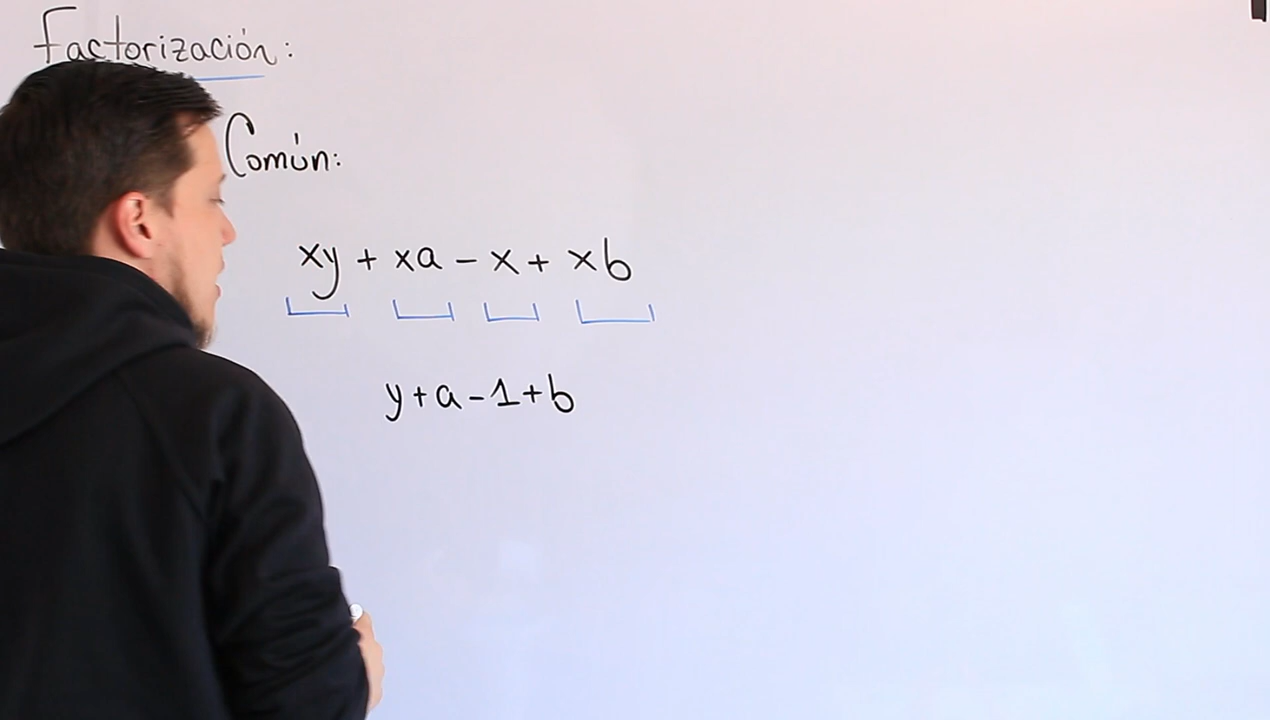 Factorización:
Común:
xy + xa - x + xb
y + a - 1 + b